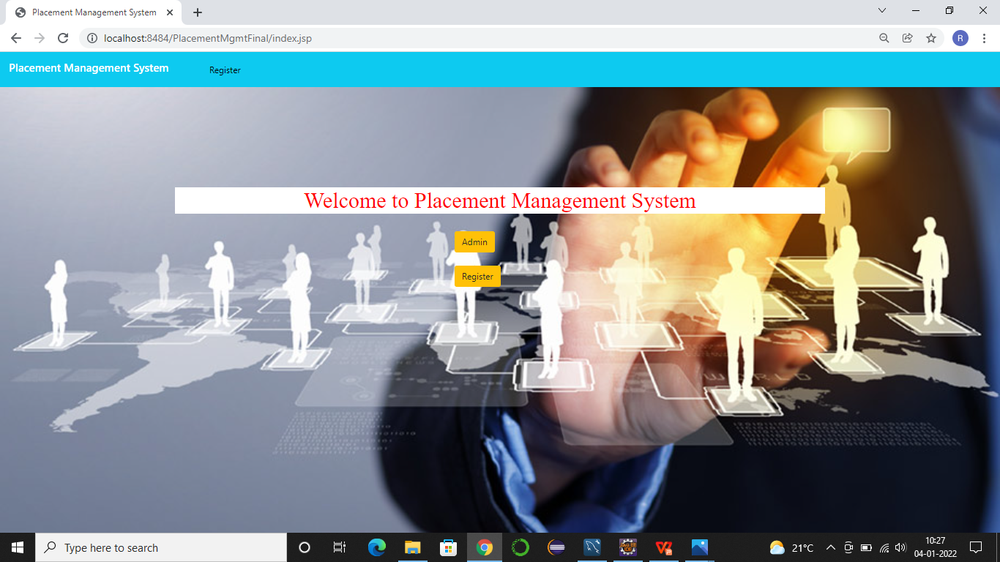 Placement Management System
localhost:8484/PlacementMgmtFinal/index.jsp
R
Placement Management System
Register
Welcome to Placement Management System
Admin
Register
WORLD
Type here to search
21°C
10:27
04-01-2022